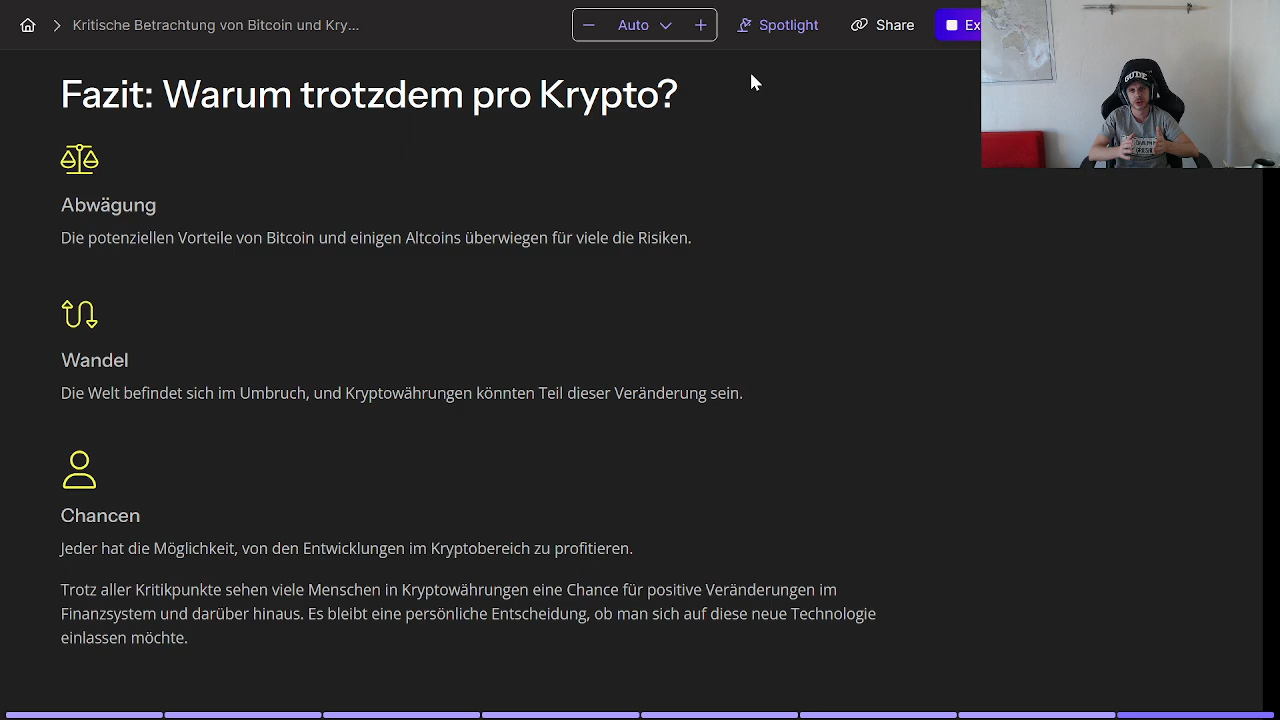 Kritische Betrachtung von Bitcoin und Kry...
Auto
Spotlight
Share
Ex
Fazit: Warum trotzdem pro Krypto?
Abwägung
Die potenziellen Vorteile von Bitcoin und einigen Altcoins überwiegen für viele die Risiken.
Wandel
Die Welt befindet sich im Umbruch, und Kryptowährungen könnten Teil dieser Veränderung sein.
Chancen
Jeder hat die Möglichkeit, von den Entwicklungen im Kryptobereich zu profitieren.
Trotz aller Kritikpunkte sehen viele Menschen in Kryptowährungen eine Chance für positive Veränderungen im
Finanzsystem und darüber hinaus. Es bleibt eine persönliche Entscheidung, ob man sich auf diese neue Technologie
einlassen möchte.
GUDE